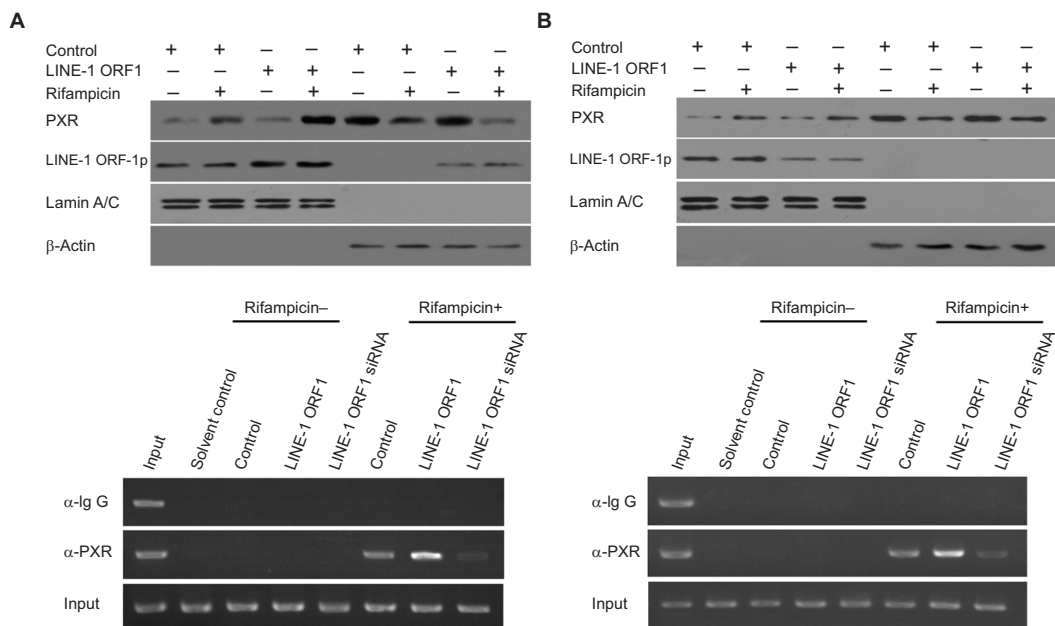 A
Control + + – – + + – –
LINE-1 ORF1 – – + + – – + +
Rifampicin – + – + – + – +
PXR
LINE-1 ORF-1p
Lamin A/C
β-Actin
B
Control + + – – + + – –
LINE-1 ORF1 – – + + – – + +
Rifampicin – + – + – + – +
PXR
LINE-1 ORF-1p
Lamin A/C
β-Actin
Rifampicin–
Rifampicin+
Input
Solvent control
Control
LINE-1 ORF1
LINE-1 ORF1 siRNA
Control
LINE-1 ORF1
LINE-1 ORF1 siRNA
α-Ig G
α-PXR
Input
Rifampicin–
Rifampicin+
Input
Solvent control
Control
LINE-1 ORF1
LINE-1 ORF1 siRNA
Control
LINE-1 ORF1
LINE-1 ORF1 siRNA
α-Ig G
α-PXR
Input